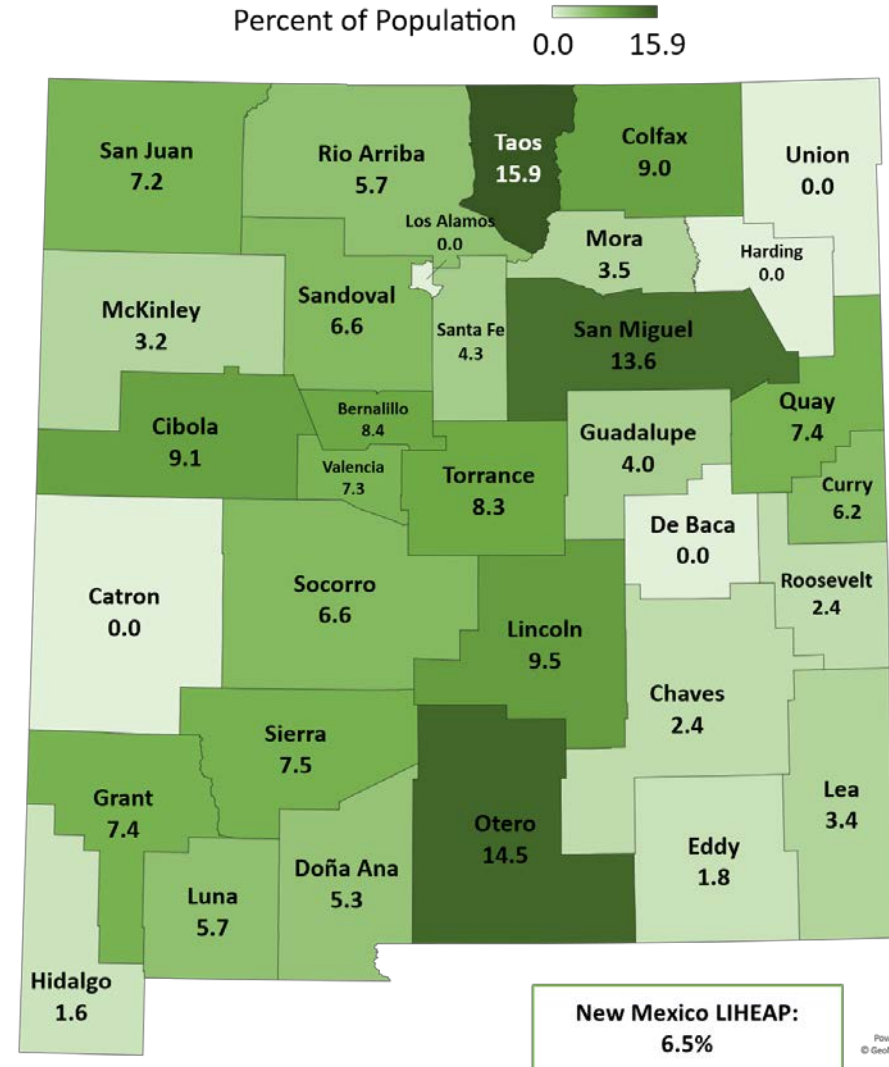 Percent of Population
0.0 15.9
San Juan
7.2
Rio Arriba
5.7
Taos
15.9
Colfax
9.0
Union
0.0
Los Alamos
0.0
Mora
3.5
Harding
0.0
McKinley
3.2
Sandoval
6.6
Santa Fe
4.3
San Miguel
13.6
Quay
7.4
Cibola
9.1
Bernalillo
8.4
Valencia
7.3
Torrance
8.3
Guadalupe
4.0
Curry
6.2
De Baca
0.0
Roosevelt
2.4
Catron
0.0
Socorro
6.6
Lincoln
9.5
Chaves
2.4
Sierra
7.5
Grant
7.4
Lea
3.4
Otero
14.5
Eddy
1.8
Doña Ana
5.3
Luna
5.7
Hidalgo
1.6
New Mexico LIHEAP:
6.5%
Pow
© Geo